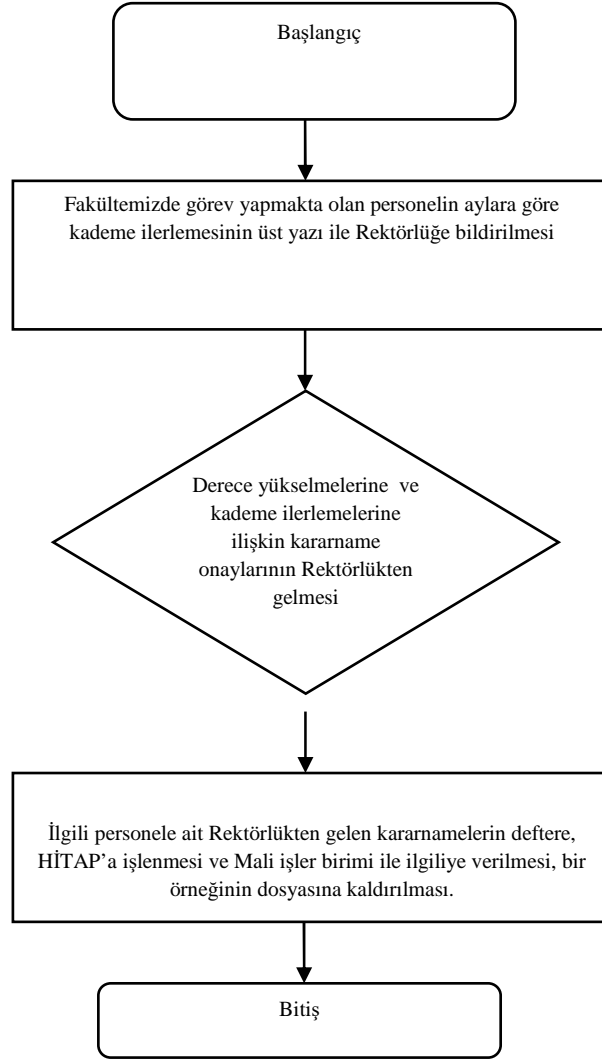 Başlangıç
Fakültemizde görev yapmakta olan personelin aylara göre
kademe ilerlemesinin üst yazı ile Rektörlüğe bildirilmesi
Derece yükselmelerine ve
kademe ilerlemelerine
ilişkin kararname
onaylarının Rektörlükten
gelmesi
İlgili personele ait Rektörlükten gelen kararnamelerin deftere,
HİTAP’a işlenmesi ve Mali işler birimi ile ilgiliye verilmesi, bir
örneğinin dosyasına kaldırılması.
Bitiş